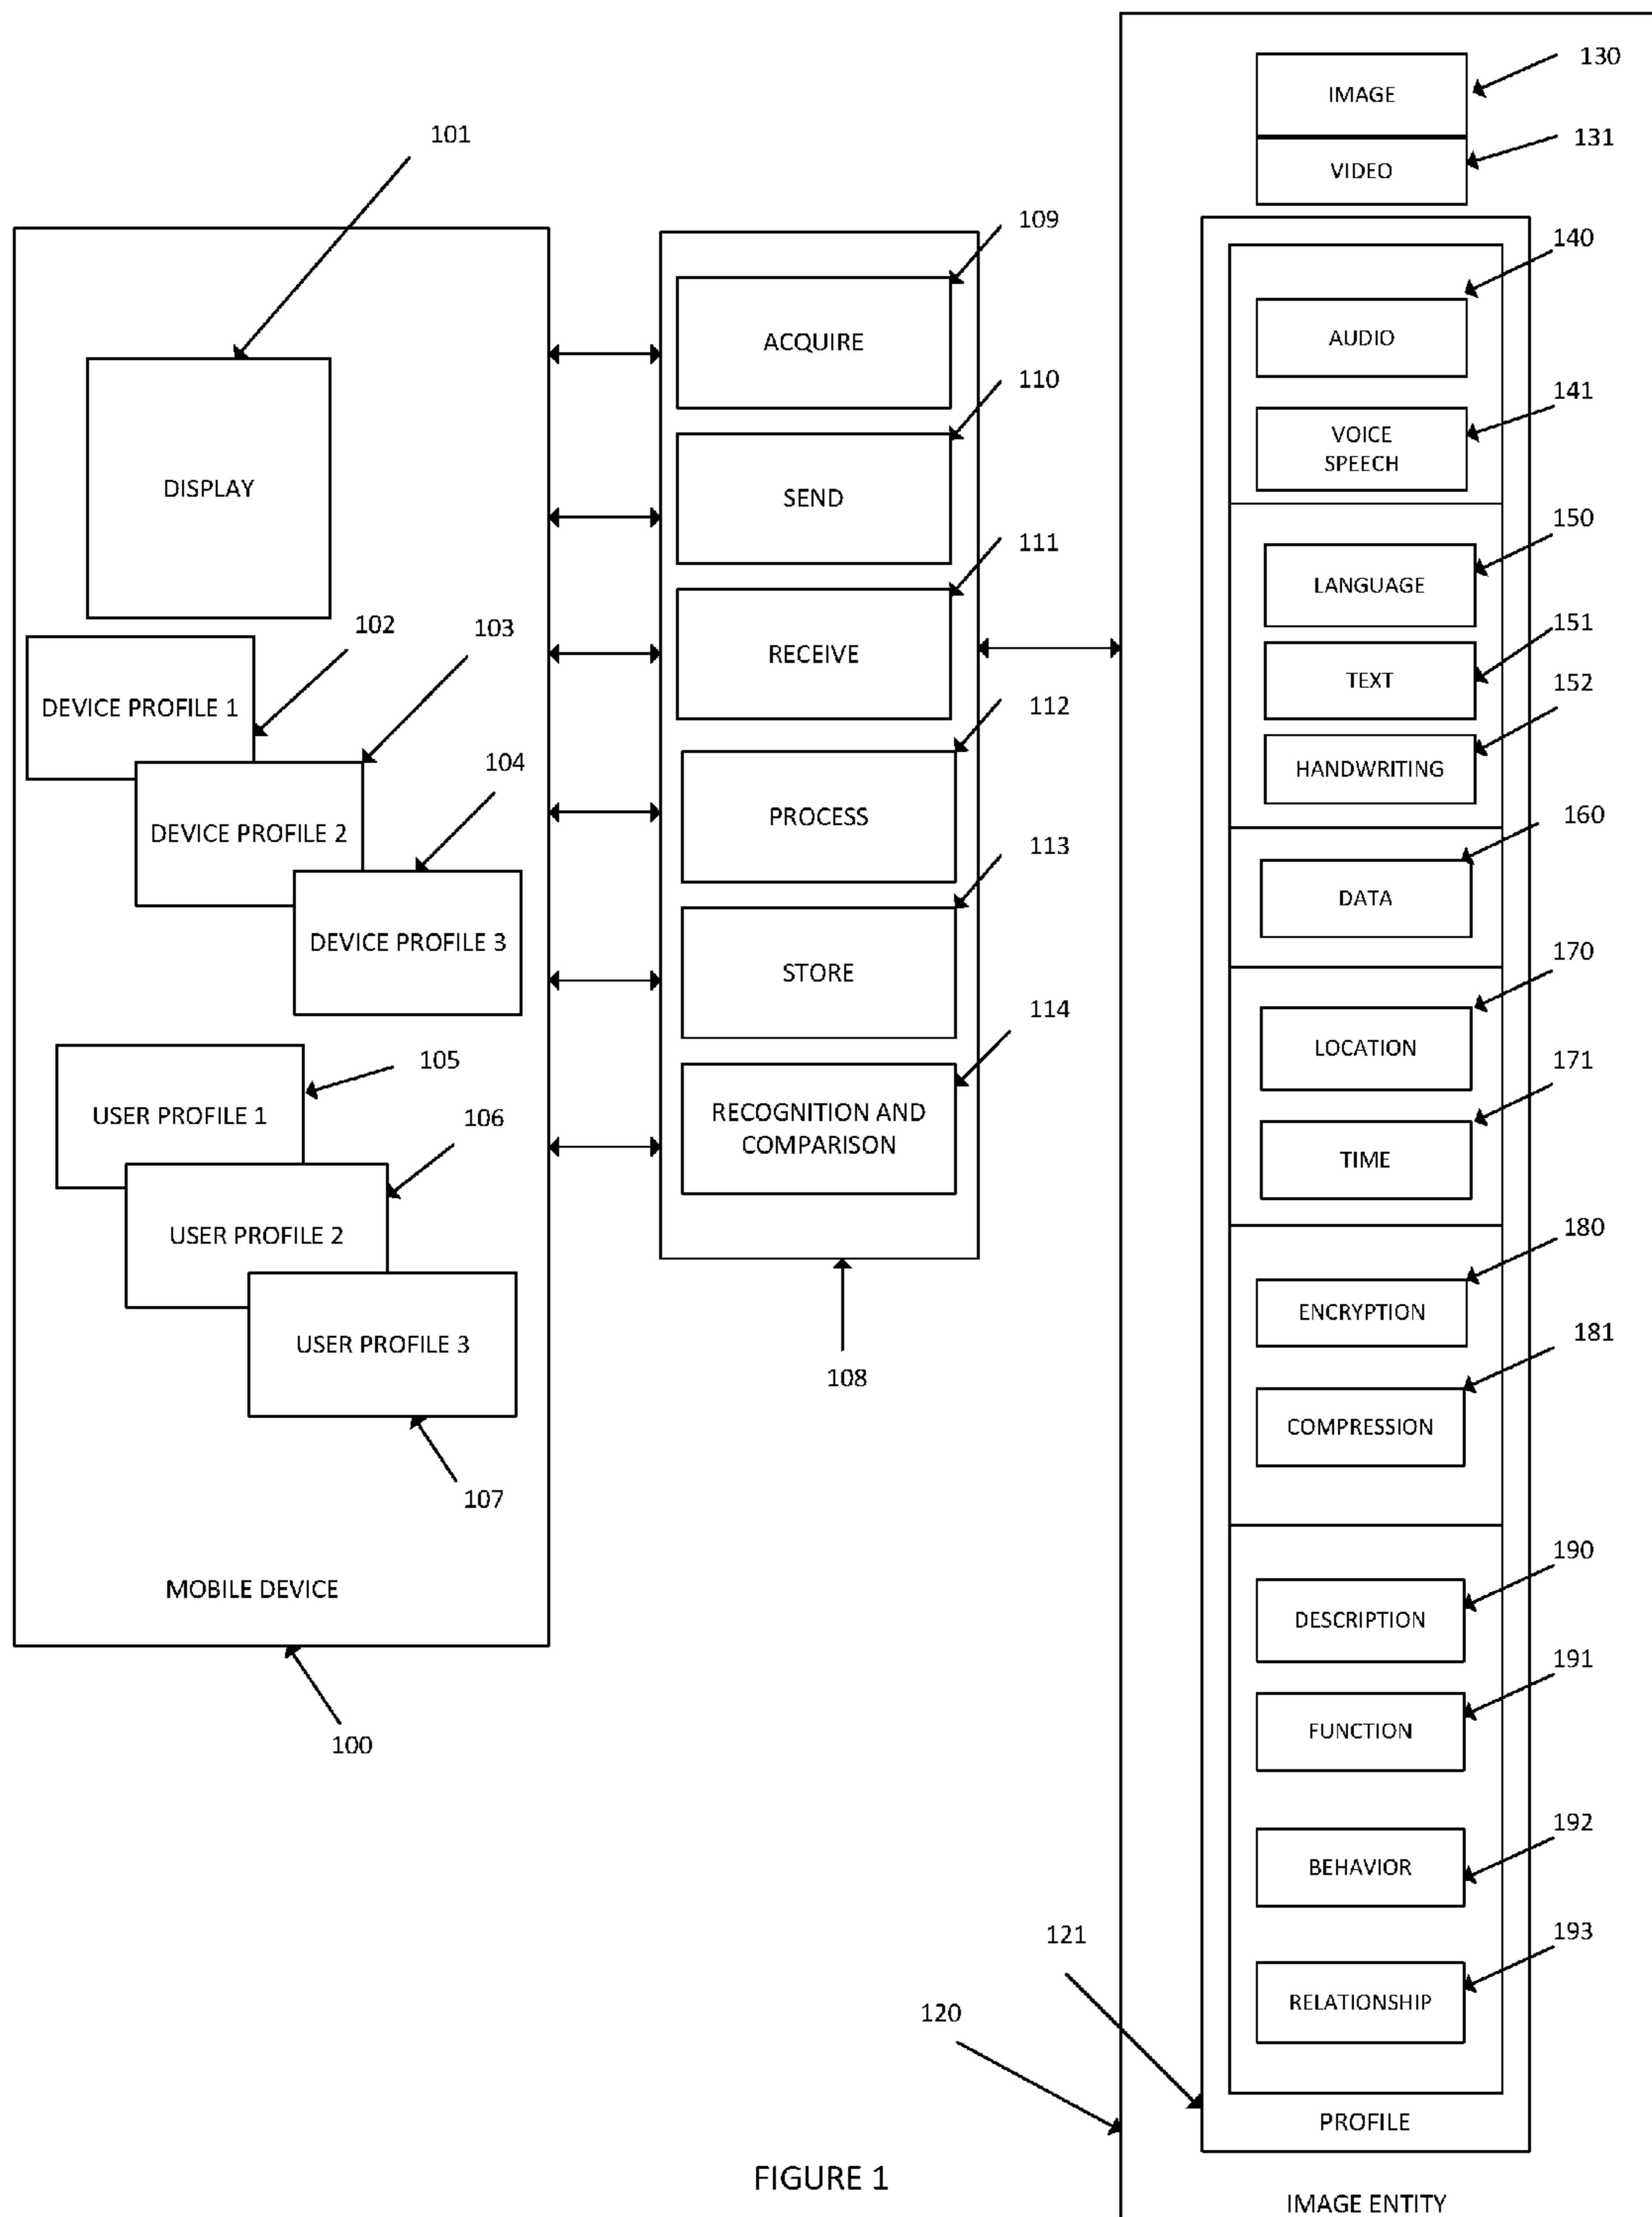 101
DISPLAY
102
103
DEVICE PROFILE 1
104
DEVICE PROFILE 2
DEVICE PROFILE 3
105
USER PROFILE 1
106
USER PROFILE 2
USER PROFILE 3
107
MOBILE DEVICE
100
109
ACQUIRE
110
SEND
111
RECEIVE
112
PROCESS
113
STORE
114
RECOGNITION AND
COMPARISON
108
130
IMAGE
131
VIDEO
140
AUDIO
141
VOICE
SPEECH
150
LANGUAGE
151
TEXT
152
HANDWRITING
160
DATA
170
LOCATION
171
TIME
180
ENCRYPTION
181
COMPRESSION
190
DESCRIPTION
191
FUNCTION
192
BEHAVIOR
193
RELATIONSHIP
121
120
PROFILE
IMAGE ENTITY
FIGURE 1